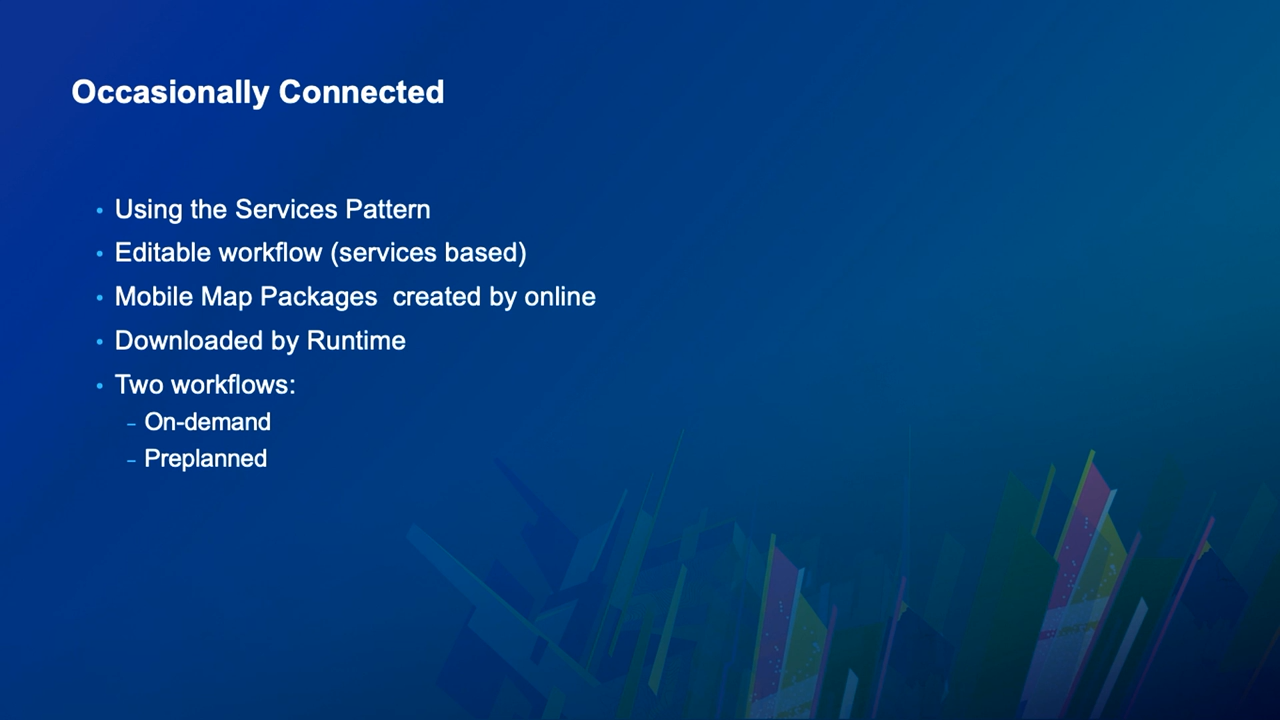 Occasionally Connected
• Using the Services Pattern
• Editable workflow (services based)
• Mobile Map Packages  created by online
• Downloaded by Runtime
• Two workflows:
– On-demand
– Preplanned